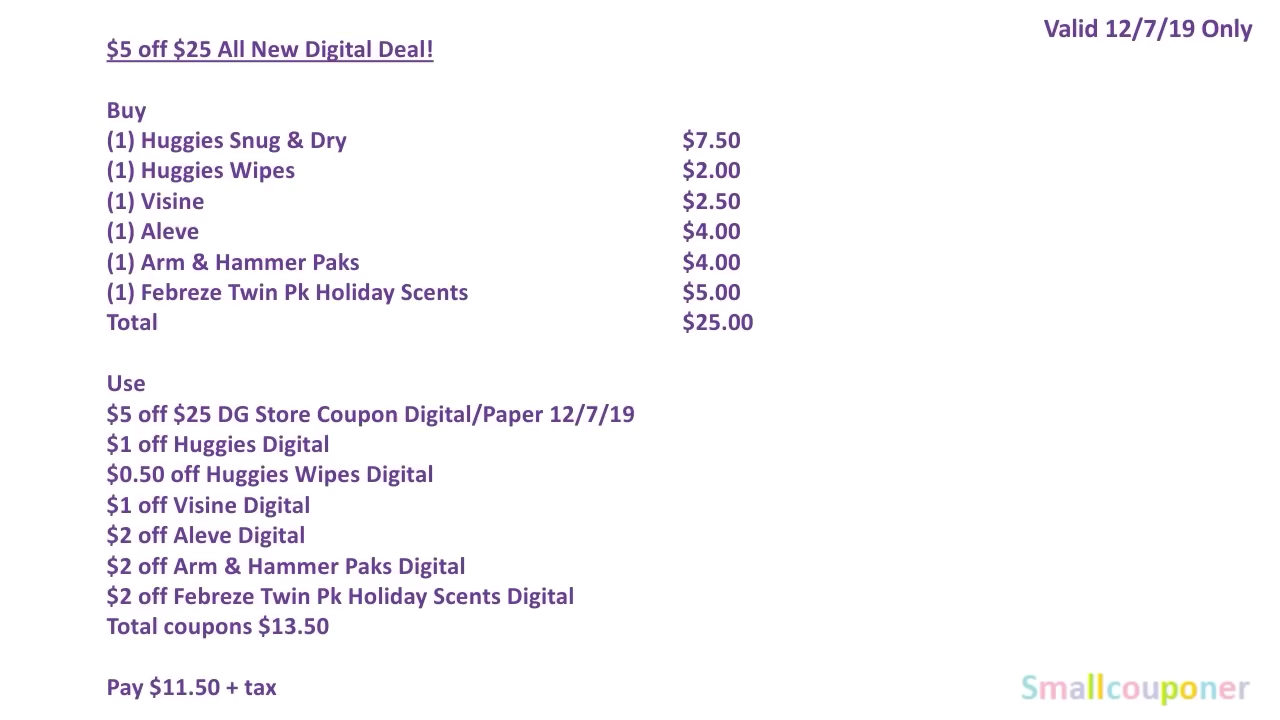 Valid 12/7/19 Only
$5 off $25 All New Digital Deal!
Buy
(1) Huggies Snug & Dry $7.50
(1) Huggies Wipes $2.00
(1) Visine $2.50
(1) Aleve $4.00
(1) Arm & Hammer Paks $4.00
(1) Febreze Twin Pk Holiday Scents $5.00
Total $25.00
Use
$5 off $25 DG Store Coupon Digital/Paper 12/7/19
$1 off Huggies Digital
$0.50 off Huggies Wipes Digital
$1 off Visine Digital
$2 off Aleve Digital
$2 off Arm & Hammer Paks Digital
$2 off Febreze Twin Pk Holiday Scents Digital
Total coupons $13.50
Pay $11.50 + tax
Smallcouponer